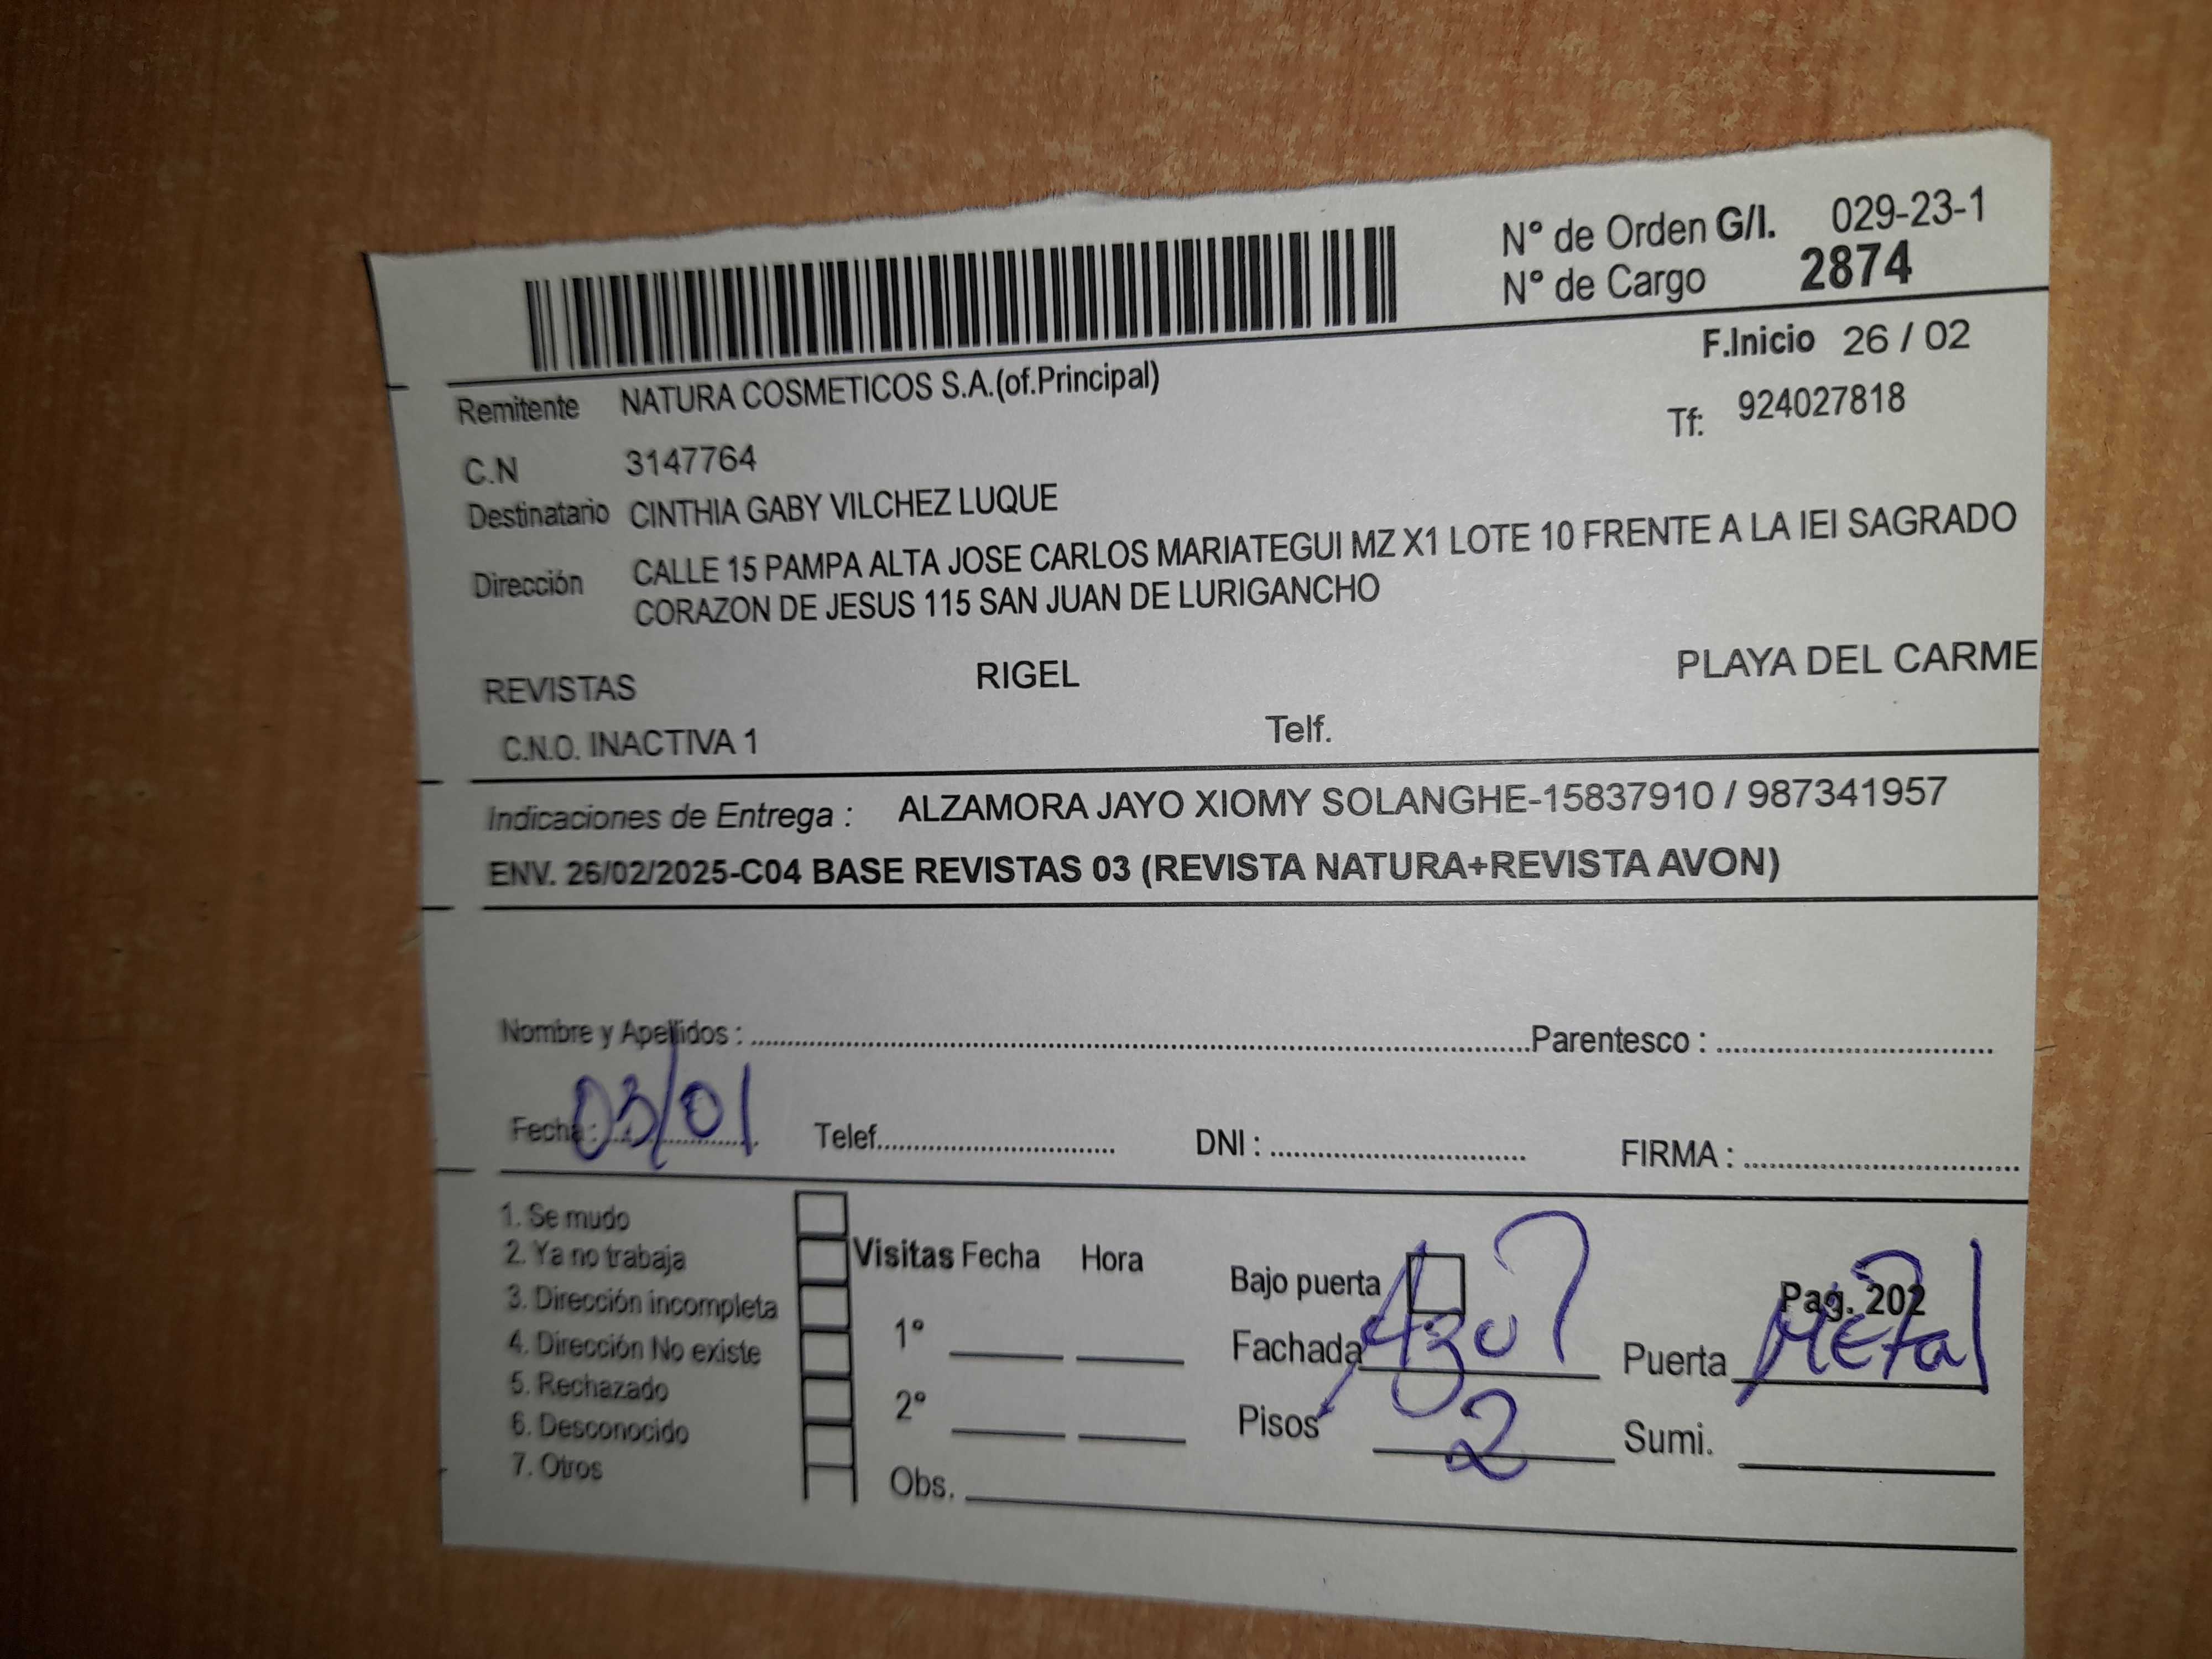 N° de Orden G/I. 029-23-1
N° de Cargo 2874
F.Inicio 26 / 02
Remitente NATURA COSMETICOS S.A.(of.Principal)
Tf: 924027818
C.N 3147764
Destinatario CINTHIA GABY VILCHEZ LUQUE
Dirección CALLE 15 PAMPA ALTA JOSE CARLOS MARIATEGUI MZ X1 LOTE 10 FRENTE A LA IEI SAGRADO
CORAZON DE JESUS 115 SAN JUAN DE LURIGANCHO
REVISTAS RIGEL PLAYA DEL CARME
C.N.O. INACTIVA 1 Telf.
Indicaciones de Entrega : ALZAMORA JAYO XIOMY SOLANGHE-15837910 / 987341957
ENV. 26/02/2025-C04 BASE REVISTAS 03 (REVISTA NATURA+REVISTA AVON)
Nombre y Apellidos : Parentesco :
Fecha : 03/01 Telef. DNI : FIRMA :
1. Se mudo
2. Ya no trabaja
3. Dirección incompleta
4. Dirección No existe
5. Rechazado
6. Desconocido
7. Otros
Visitas Fecha Hora
1°
2°
Obs.
Bajo puerta
Pag. 202
Fachada Azul Puerta Metal
Pisos 2 Sumi.